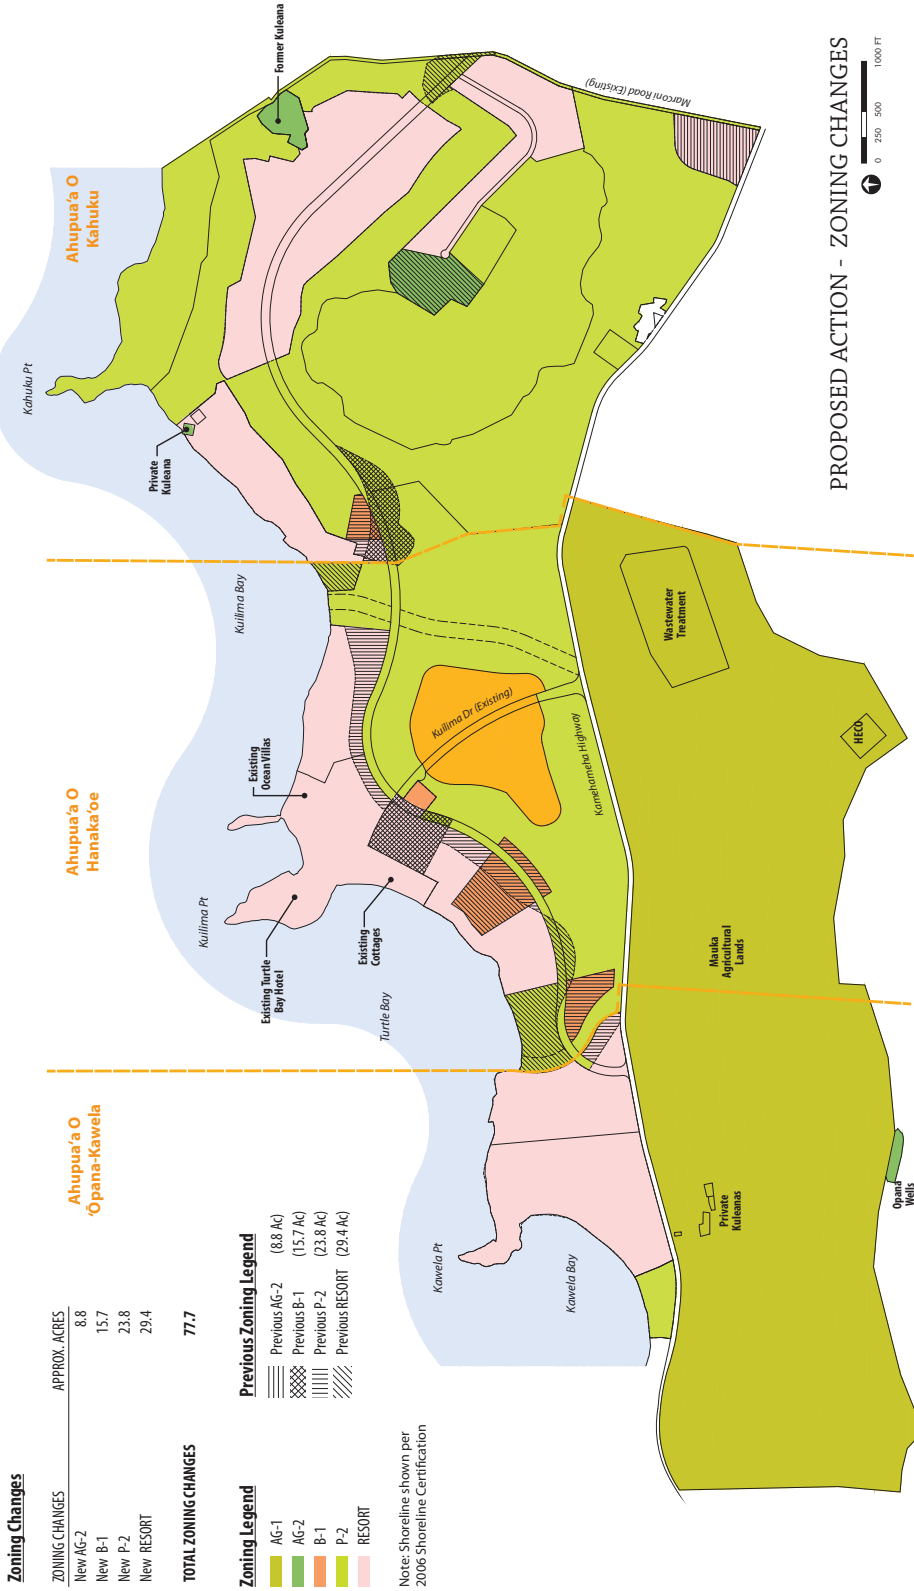 Zoning Changes
ZONING CHANGES APPROX. ACRES
New AG-2 8.8
New B-1 15.7
New P-2 23.8
New RESORT 29.4
TOTAL ZONING CHANGES 77.7
Zoning Legend
AG-1
AG-2
B-1
P-2
RESORT
Previous Zoning Legend
Previous AG-2 (8.8 Ac)
Previous B-1 (15.7 Ac)
Previous P-2 (23.8 Ac)
Previous RESORT (29.4 Ac)
Note: Shoreline shown per
2006 Shoreline Certification
Ahupua‘a O
‘Ōpana-Kawela
Ahupua‘a O
Hanaka‘oe
Ahupua‘a O
Kahuku
Kawela Pt
Kawela Bay
Turtle Bay
Kuilima Pt
Kuilima Bay
Kahuku Pt
Existing Turtle
Bay Hotel
Existing
Cottages
Existing
Ocean Villas
Private
Kuleana
Former Kuleana
Kuilima Dr (Existing)
Kamehameha Highway
Marconi Road (Existing)
Private
Kuleanas
Opana
Wells
Mauka
Agricultural
Lands
HECO
Wastewater
Treatment
PROPOSED ACTION - ZONING CHANGES
0 250 500 1000 FT